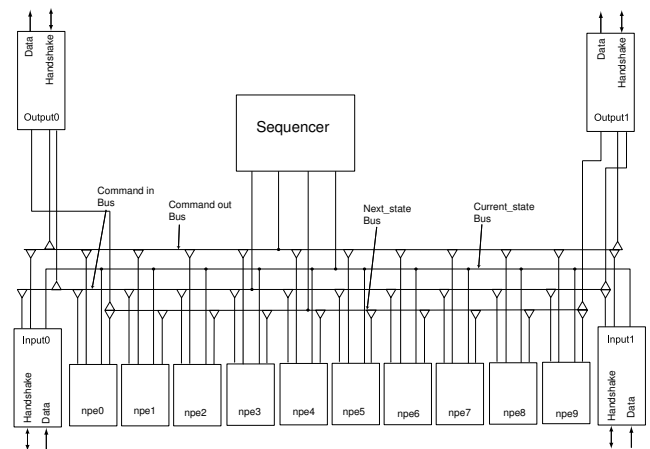 Data
Handshake
Output0
Data
Handshake
Output1
Sequencer
Command in
Bus
Command out
Bus
Next_state
Bus
Current_state
Bus
Input0
Handshake
Data
npe0
npe1
npe2
npe3
npe4
npe5
npe6
npe7
npe8
npe9
Input1
Handshake
Data